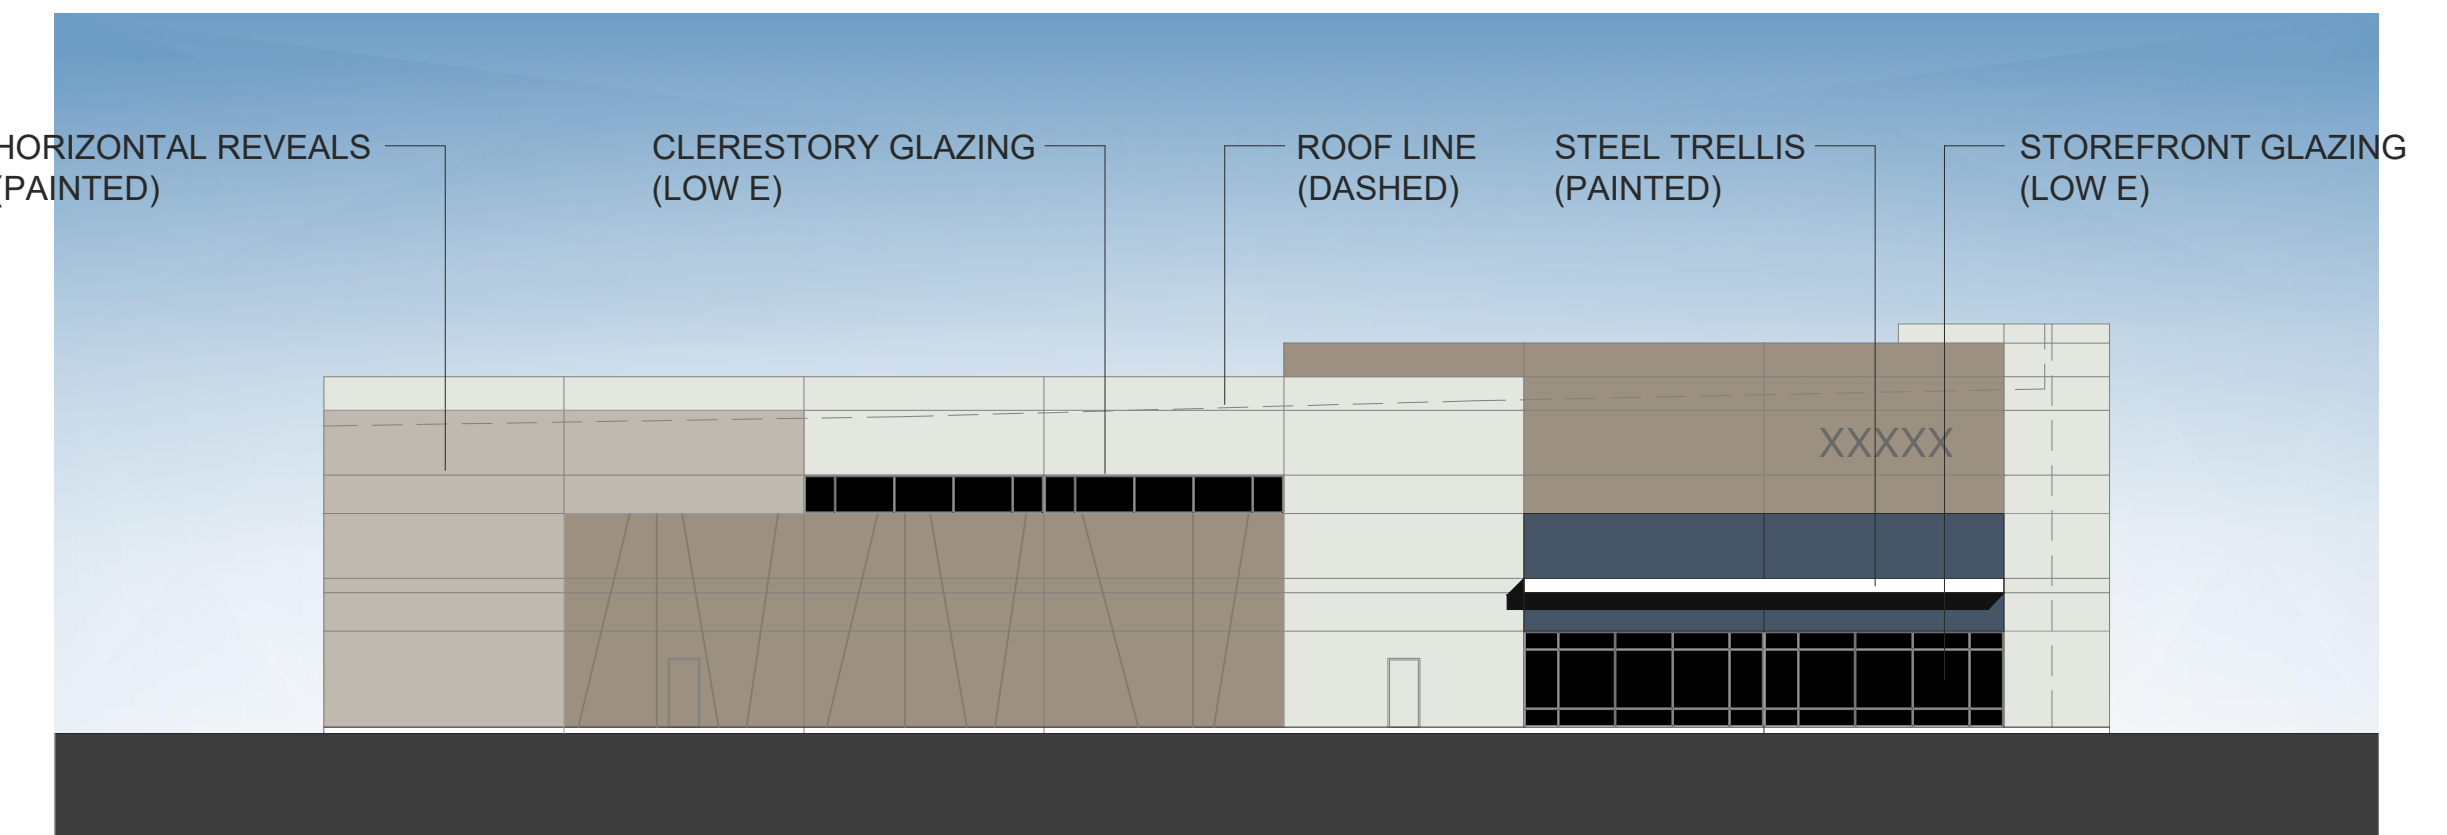 HORIZONTAL REVEALS
(PAINTED)
CLERESTORY GLAZING
(LOW E)
ROOF LINE
(DASHED)
STEEL TRELLIS
(PAINTED)
STOREFRONT GLAZING
(LOW E)
XXXXX